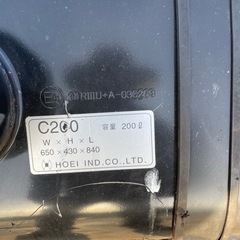 C200 容量 200ℓ
W × H × L
650 × 430 × 840
HOEI IND.CO.,LTD.